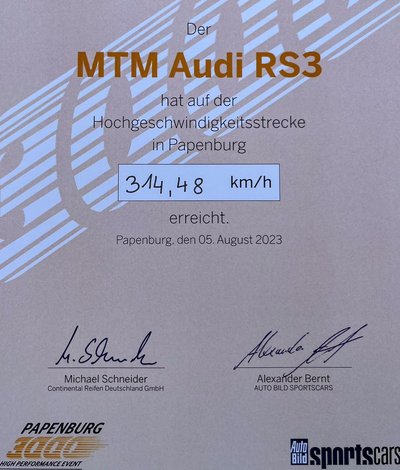 Der
MTM Audi RS3
hat auf der
Hochgeschwindigkeitsstrecke
in Papenburg
314,48 km/h
erreicht.
Papenburg, den 05. August 2023
Michael Schneider
Continental Reifen Deutschland GmbH
Alexander Bernt
AUTO BILD SPORTSCARS
PAPENBURG
3000
HIGH PERFORMANCE EVENT
Auto Bild sportscars